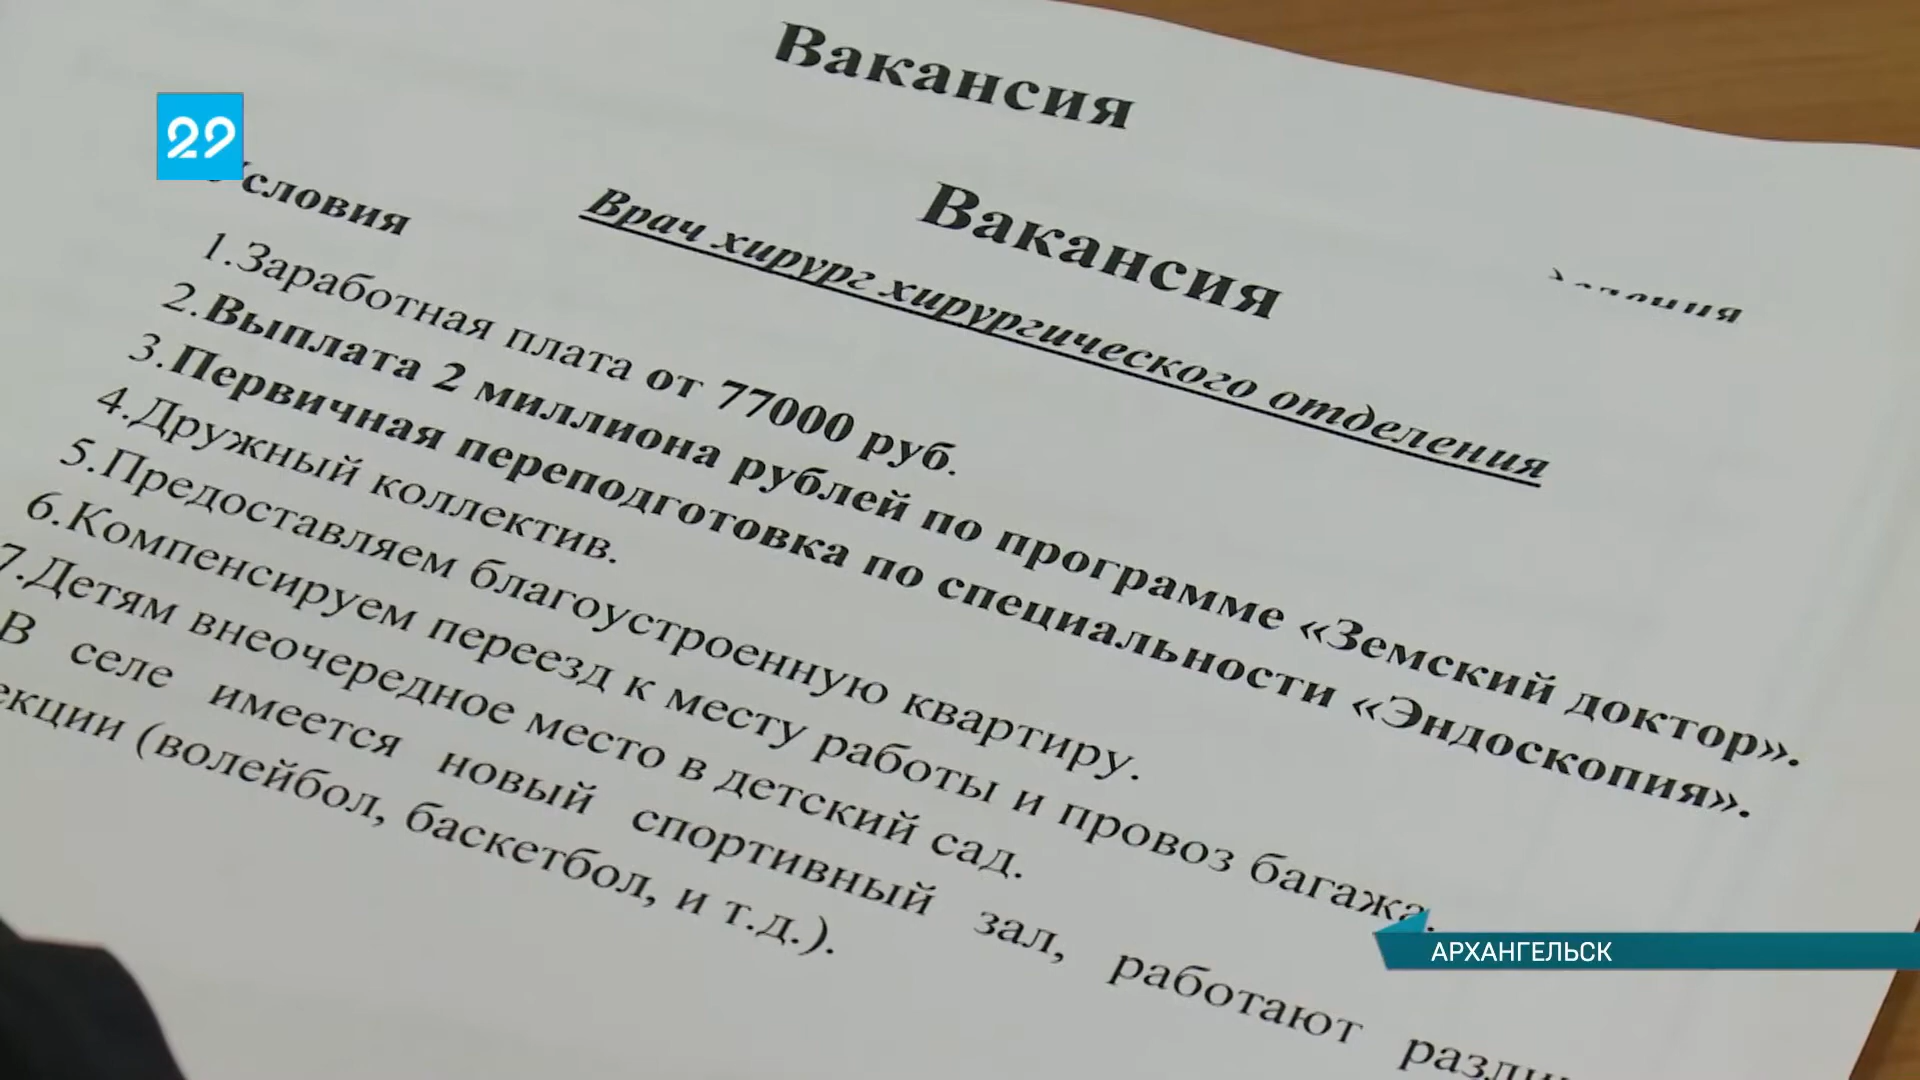 Вакансия
29
Вакансия
Условия
Врач хирург хирургического отделения
1.Заработная плата от 77000 руб.
2.Выплата 2 миллиона рублей по программе «Земский доктор».
3.Первичная переподготовка по специальности «Эндоскопия».
4.Дружный коллектив.
5.Предоставляем благоустроенную квартиру.
6.Компенсируем переезд к месту работы и провоз багажа.
7.Детям внеочередное место в детский сад.
В селе имеется новый спортивный зал, работают
(волейбол, баскетбол, и т.д.).
АРХАНГЕЛЬСК